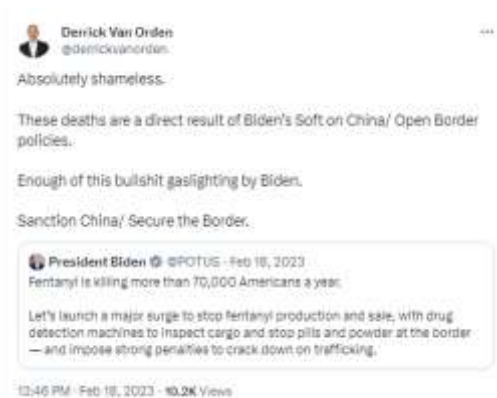 Derrick Van Orden
@derrickvanorden
Absolutely shameless.
These deaths are a direct result of Biden's Soft on China/ Open Border
policies.
Enough of this bullshit gaslighting by Biden.
Sanction China/ Secure the Border.
President Biden @POTUS · Feb 18, 2023
Fentanyl is killing more than 70,000 Americans a year.
Let's launch a major surge to stop fentanyl production and sale, with drug
detection machines to inspect cargo and stop pills and powder at the border
— and impose strong penalties to crack down on trafficking.
12:46 PM · Feb 18, 2023 · 10.2K Views